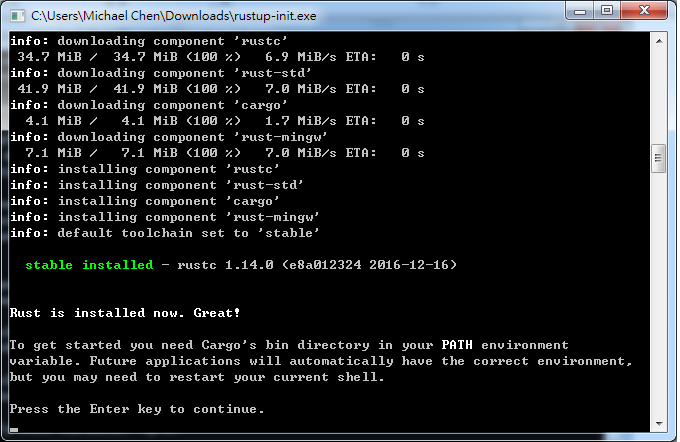 C:\Users\Michael Chen\Downloads\rustup-init.exe
info: downloading component 'rustc'
34.7 MiB / 34.7 MiB (100 %) 6.9 MiB/s ETA: 0 s
info: downloading component 'rust-std'
41.9 MiB / 41.9 MiB (100 %) 7.0 MiB/s ETA: 0 s
info: downloading component 'cargo'
4.1 MiB / 4.1 MiB (100 %) 1.7 MiB/s ETA: 0 s
info: downloading component 'rust-mingw'
7.1 MiB / 7.1 MiB (100 %) 7.0 MiB/s ETA: 0 s
info: installing component 'rustc'
info: installing component 'rust-std'
info: installing component 'cargo'
info: installing component 'rust-mingw'
info: default toolchain set to 'stable'
stable installed - rustc 1.14.0 (e8a012324 2016-12-16)
Rust is installed now. Great!
To get started you need Cargo's bin directory in your PATH environment
variable. Future applications will automatically have the correct environment,
but you may need to restart your current shell.
Press the Enter key to continue.